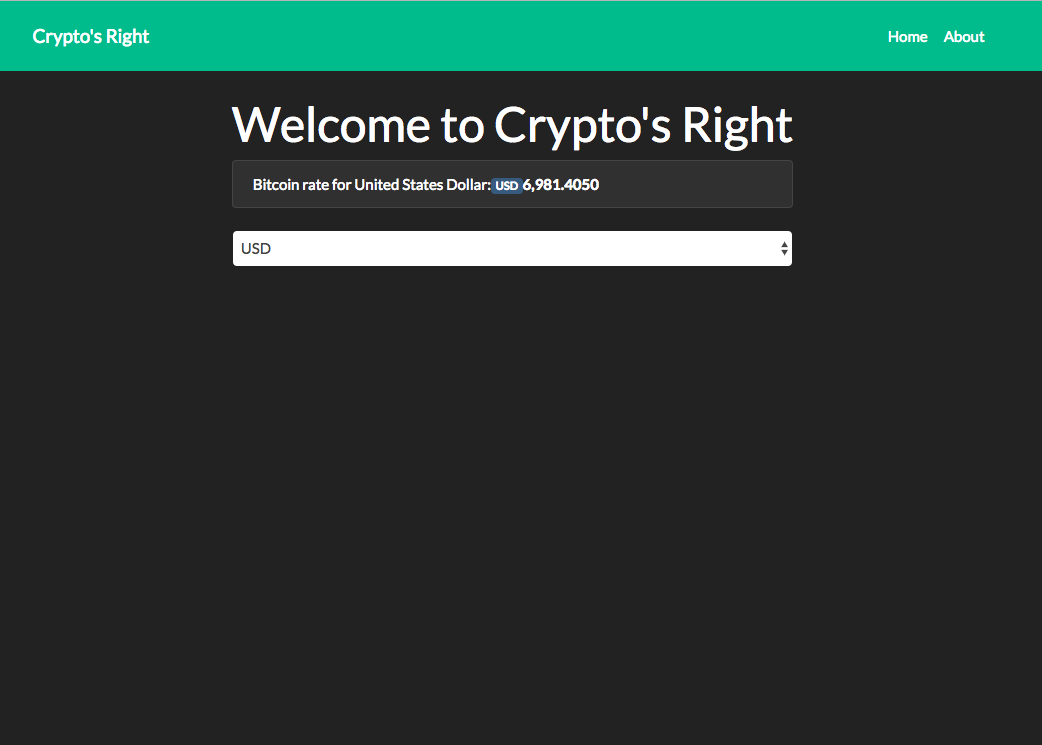 Crypto's Right
Home About
Welcome to Crypto's Right
Bitcoin rate for United States Dollar: USD 6,981.4050
USD